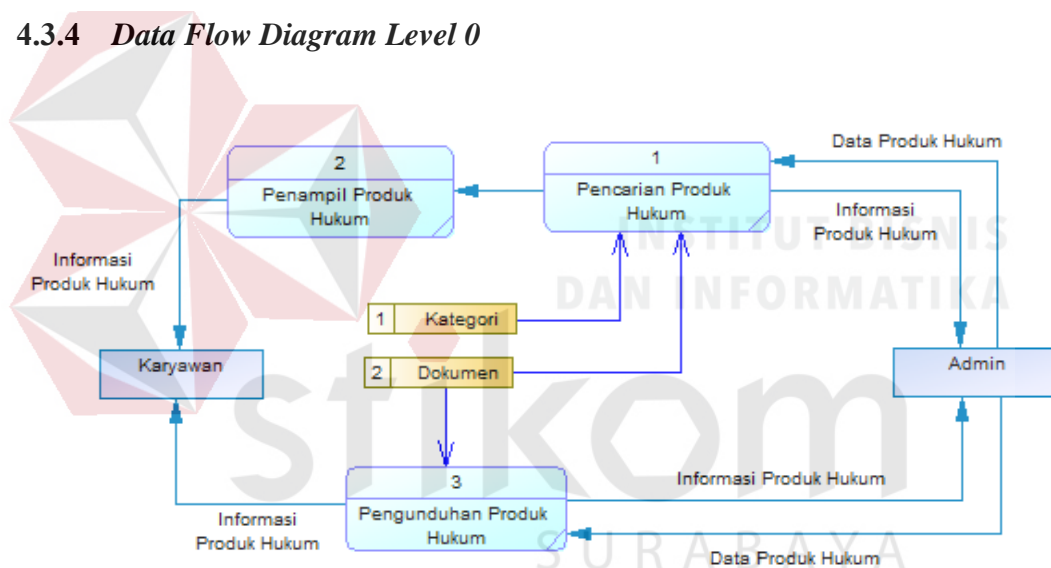 4.3.4 Data Flow Diagram Level 0
Data Produk Hukum
2
Penampil Produk
Hukum
1
Pencarian Produk
Hukum
Informasi
Produk Hukum
INSTITUT BISNIS
DAN INFORMATIKA
Informasi
Produk Hukum
1 Kategori
2 Dokumen
Karyawan
Admin
stikom
3
Pengunduhan Produk
Hukum
Informasi Produk Hukum
Informasi
Produk Hukum
SURABAYA
Data Produk Hukum